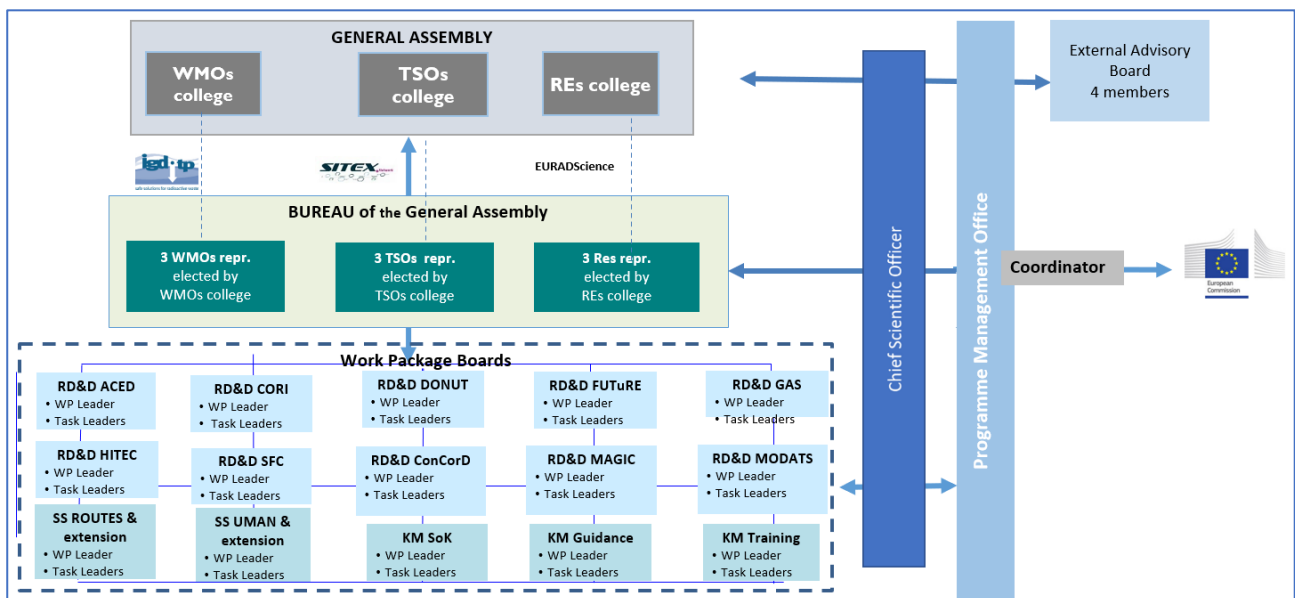 GENERAL ASSEMBLY
WMOs
college
TSOs
college
REs college
External Advisory
Board
4 members
igd-tp
safe solutions for radioactive waste
SITEX
EURADScience
BUREAU of the General Assembly
3 WMOs repr.
elected by
WMOs college
3 TSOs repr.
elected by
TSOs college
3 Res repr.
elected by
REs college
Chief Scientific Officer
Programme Management Office
Coordinator
European
Commission
Work Package Boards
RD&D ACED
• WP Leader
• Task Leaders
RD&D CORI
• WP Leader
• Task Leaders
RD&D DONUT
• WP Leader
• Task Leaders
RD&D FUTuRE
• WP Leader
• Task Leaders
RD&D GAS
• WP Leader
• Task Leaders
RD&D HITEC
• WP Leader
• Task Leaders
RD&D SFC
• WP Leader
• Task Leaders
RD&D ConCorD
• WP Leader
• Task Leaders
RD&D MAGIC
• WP Leader
• Task Leaders
RD&D MODATS
• WP Leader
• Task Leaders
SS ROUTES &
extension
• WP Leader
• Task Leaders
SS UMAN &
extension
• WP Leader
• Task Leaders
KM SoK
• WP Leader
• Task Leaders
KM Guidance
• WP Leader
• Task Leaders
KM Training
• WP Leader
• Task Leaders